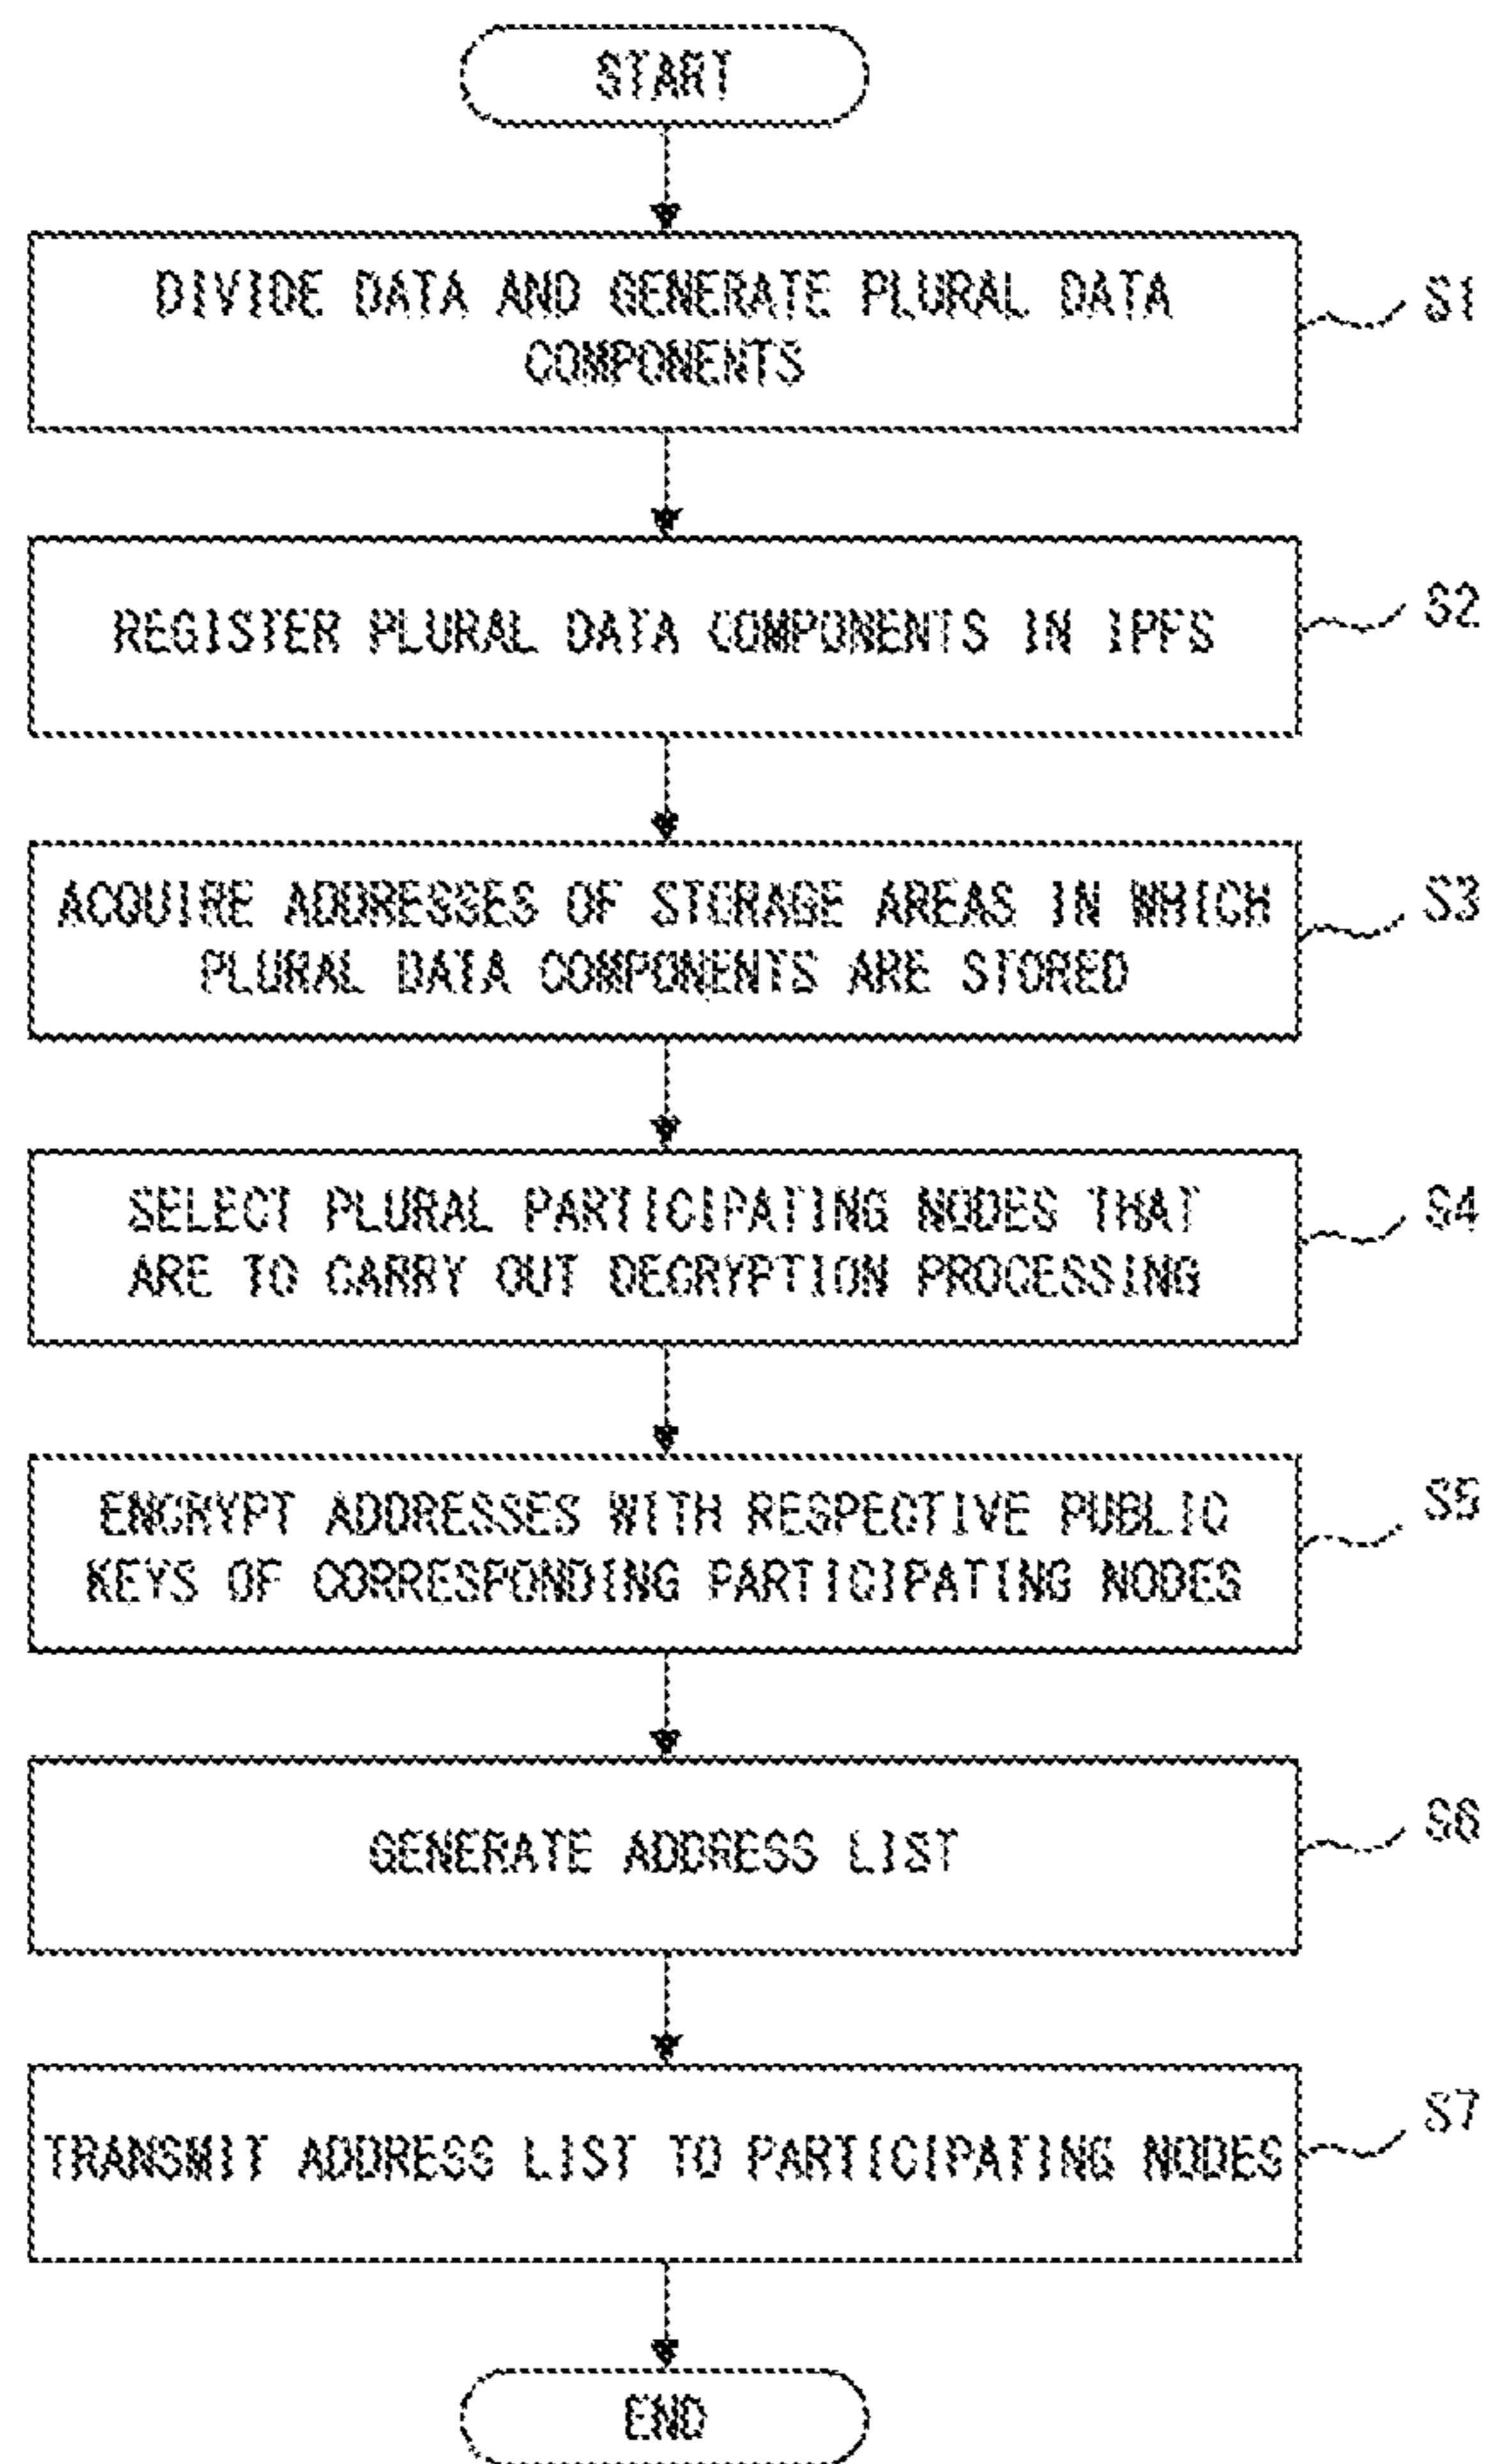 START
DIVIDE DATA AND GENERATE PLURAL DATA
COMPONENTS
S1
REGISTER PLURAL DATA COMPONENTS IN IPFS
S2
ACQUIRE ADDRESSES OF STORAGE AREAS IN WHICH
PLURAL DATA COMPONENTS ARE STORED
S3
SELECT PLURAL PARTICIPATING NODES THAT
ARE TO CARRY OUT DECRYPTION PROCESSING
S4
ENCRYPT ADDRESSES WITH RESPECTIVE PUBLIC
KEYS OF CORRESPONDING PARTICIPATING NODES
S5
GENERATE ADDRESS LIST
S6
TRANSMIT ADDRESS LIST TO PARTICIPATING NODES
S7
END